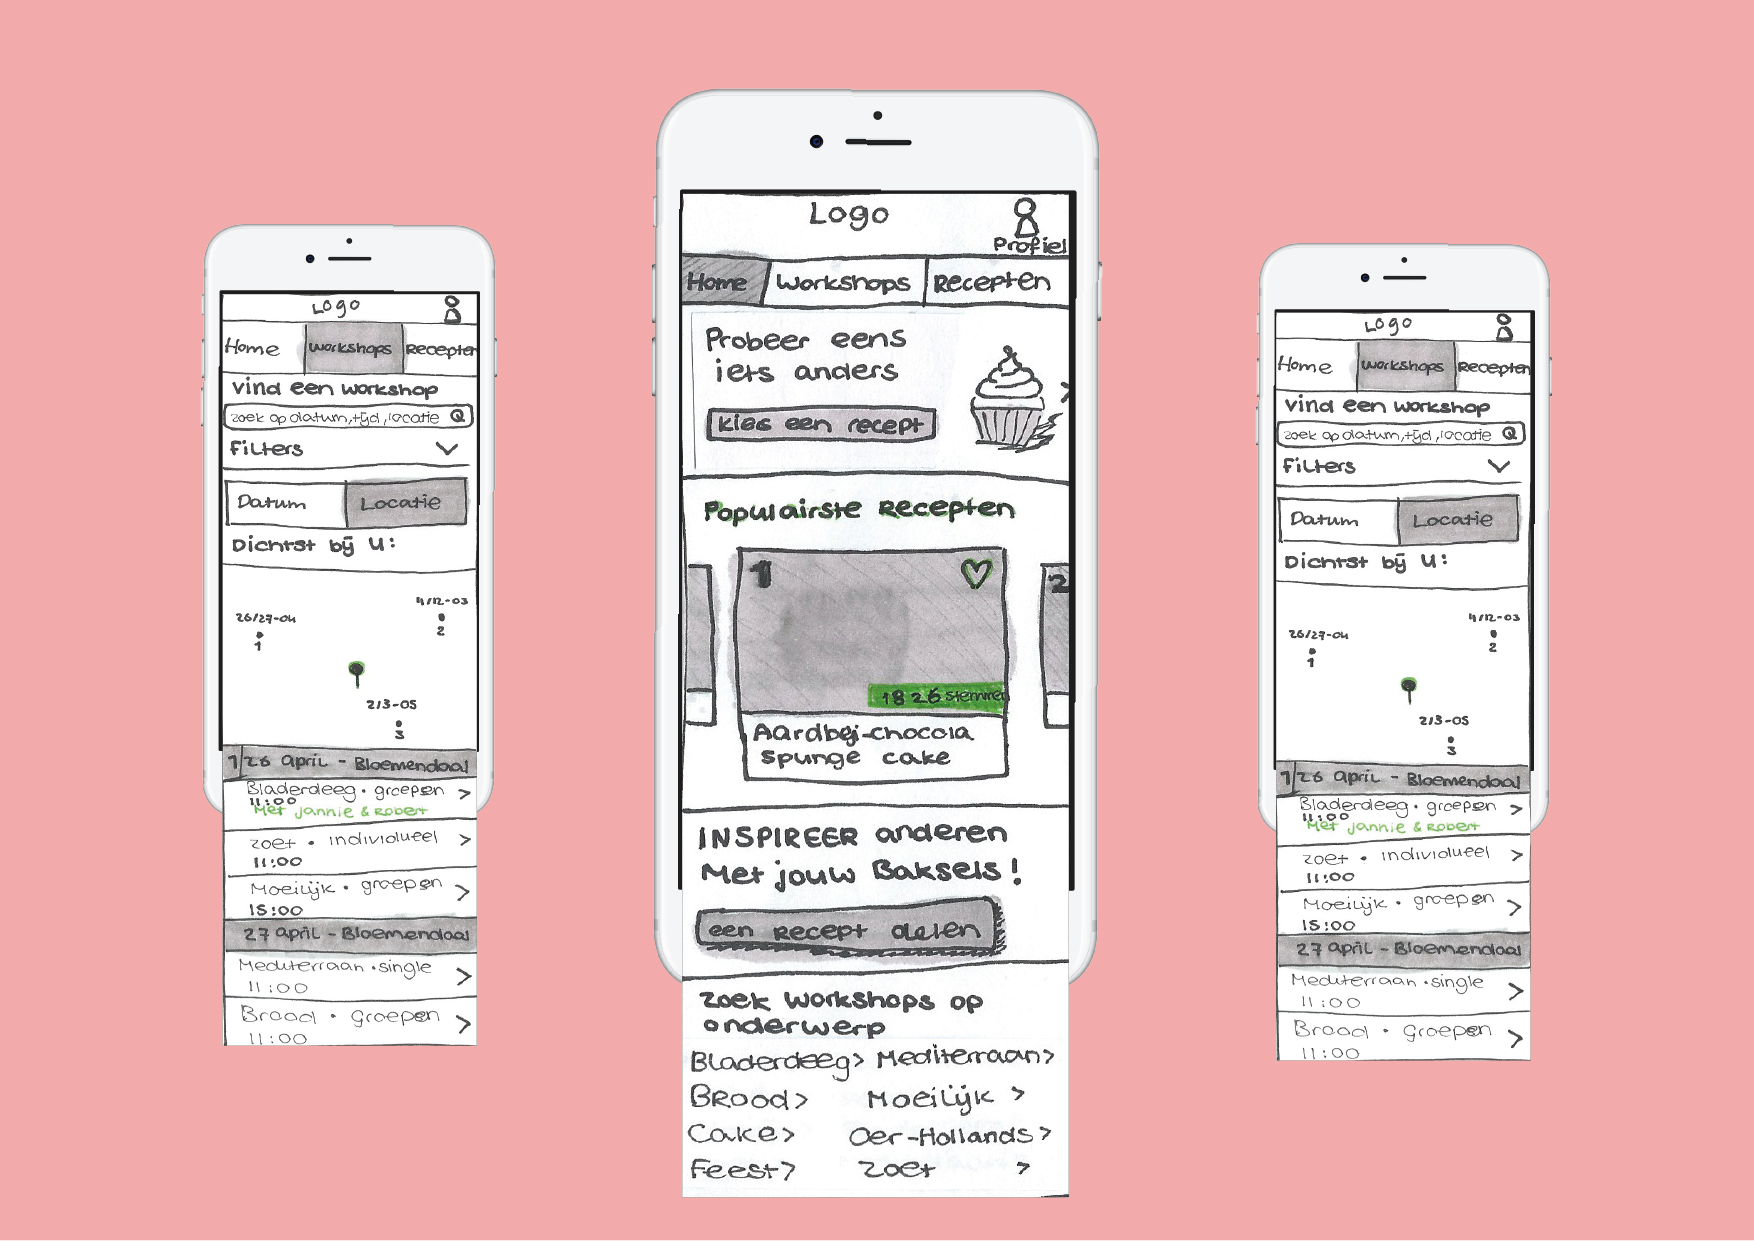 Logo
Home Workshops Recepten
vind een workshop
zoek op datum, tijd, locatie
Filters
Datum Locatie
Dichtst bij U:
4/12-03
26/27-04
2
1
2/3-05
3
1 26 april - Bloemendaal
Bladerdeeg • groepen >
11:00
Met Jannie & Robert
zoet • individueel >
11:00
Moeilijk • groepen >
15:00
27 april - Bloemendaal
Mediterraan • single >
11:00
Brood • groepen >
11:00
Logo
Profiel
Home Workshops Recepten
Probeer eens
iets anders
kies een recept
Populairste Recepten
1
2
1826 stemmen
Aardbei-chocola
spunge cake
INSPIREER anderen
Met jouw Baksels!
een recept delen
zoek workshops op
onderwerp
Bladerdeeg> Mediterraan>
Brood> Moeilijk >
Cake> Oer-Hollands>
Feest> Zoet >
Logo
Home Workshops Recepten
vind een workshop
zoek op datum, tijd, locatie
Filters
Datum Locatie
Dichtst bij U:
4/12-03
26/27-04
2
1
2/3-05
3
1 26 april - Bloemendaal
Bladerdeeg • groepen >
11:00
Met Jannie & Robert
zoet • individueel >
11:00
Moeilijk • groepen >
15:00
27 april - Bloemendaal
Mediterraan • single >
11:00
Brood • groepen >
11:00